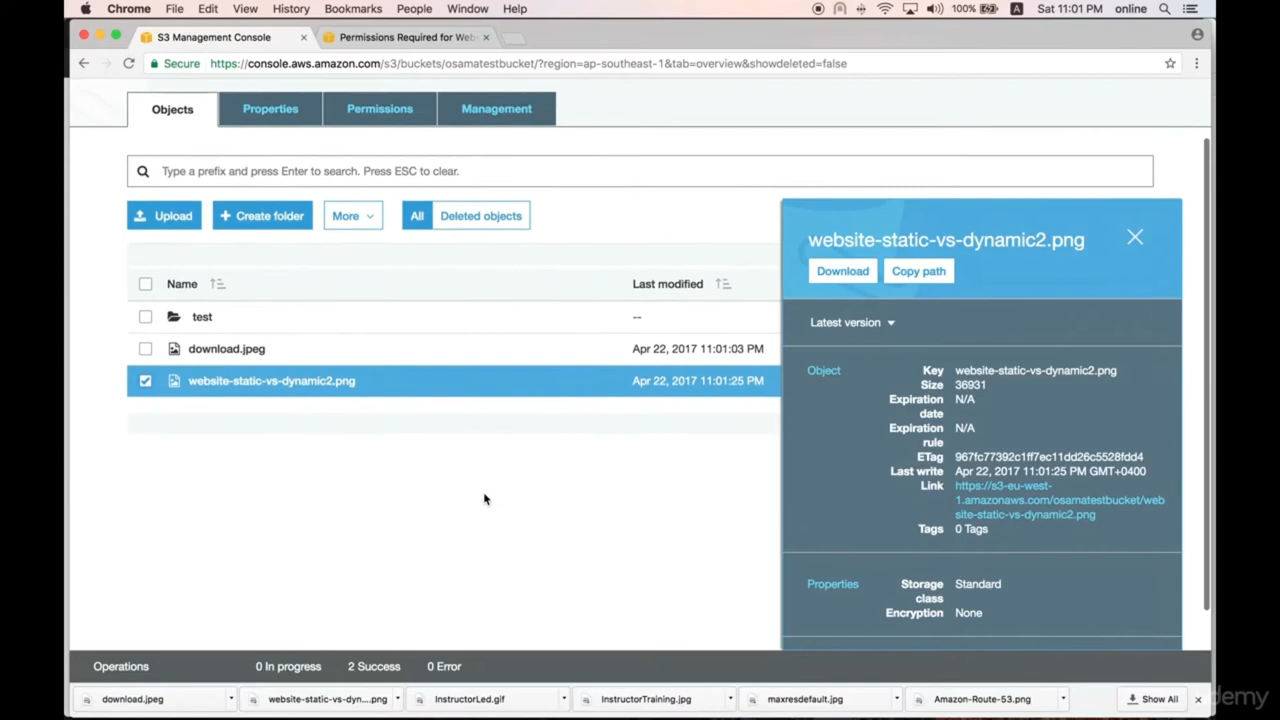 Chrome File Edit View History Bookmarks People Window Help 100% A Sat 11:01 PM online
S3 Management Console × Permissions Required for Web ×
Secure https://console.aws.amazon.com/s3/buckets/osamatestbucket/?region=ap-southeast-1&tab=overview&showdeleted=false
Objects Properties Permissions Management
Type a prefix and press Enter to search. Press ESC to clear.
Upload Create folder More All Deleted objects
Name Last modified
test --
download.jpeg Apr 22, 2017 11:01:03 PM
website-static-vs-dynamic2.png Apr 22, 2017 11:01:25 PM
website-static-vs-dynamic2.png
Download Copy path
Latest version
Object Key website-static-vs-dynamic2.png
Size 36931
Expiration N/A
date
Expiration N/A
rule
ETag 967fc77392c1ff7ec11dd26c5528fdd4
Last write Apr 22, 2017 11:01:25 PM GMT+0400
Link https://s3-eu-west-
1.amazonaws.com/osamatestbucket/web
site-static-vs-dynamic2.png
Tags 0 Tags
Properties Storage Standard
class
Encryption None
Operations 0 In progress 2 Success 0 Error
download.jpeg website-static-vs-dyn....png InstructorLed.gif InstructorTraining.jpg maxresdefault.jpg Amazon-Route-53.png Show All ×
demy